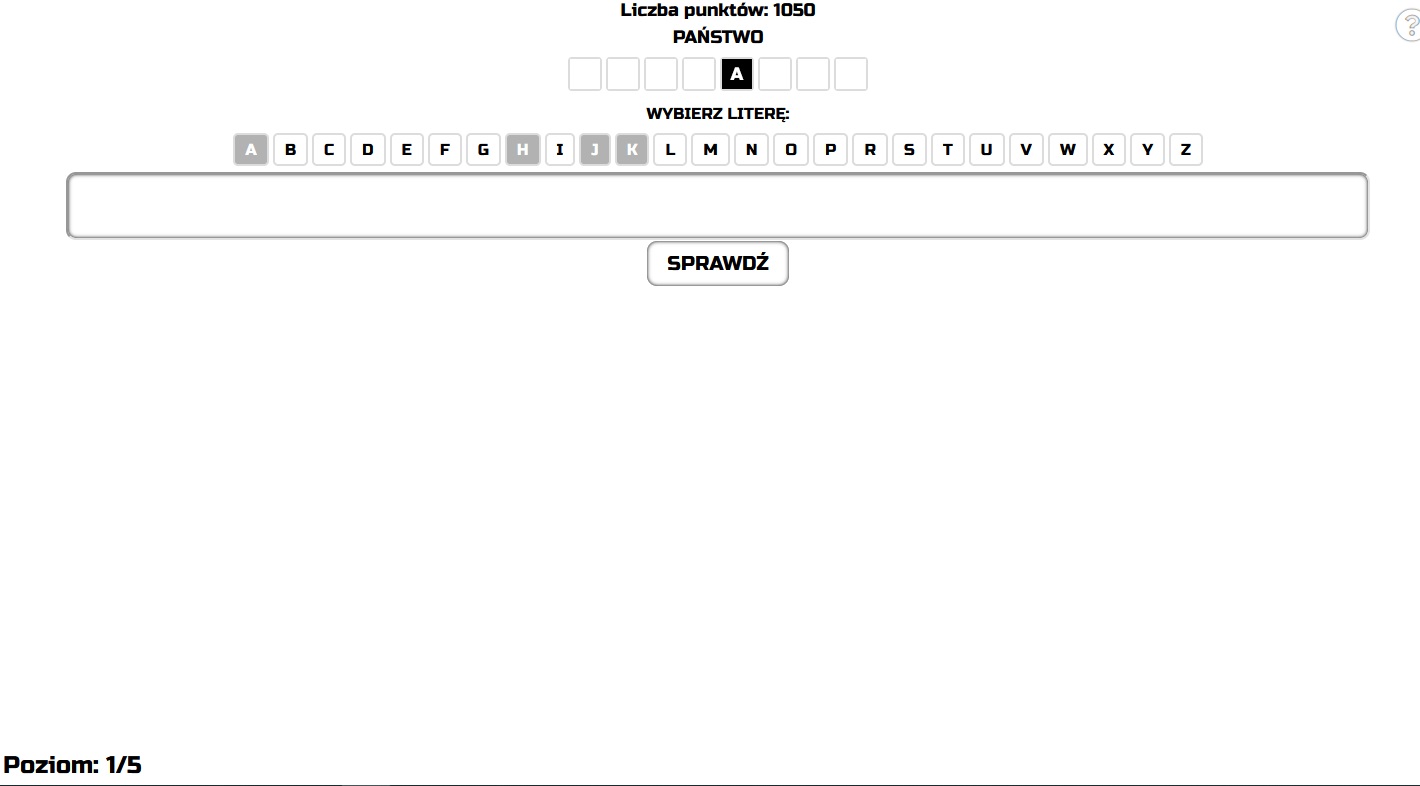 Liczba punktów: 1050
?
PAŃSTWO
A
WYBIERZ LITERĘ:
A B C D E F G H I J K L M N O P R S T U V W X Y Z
SPRAWDŹ
Poziom: 1/5